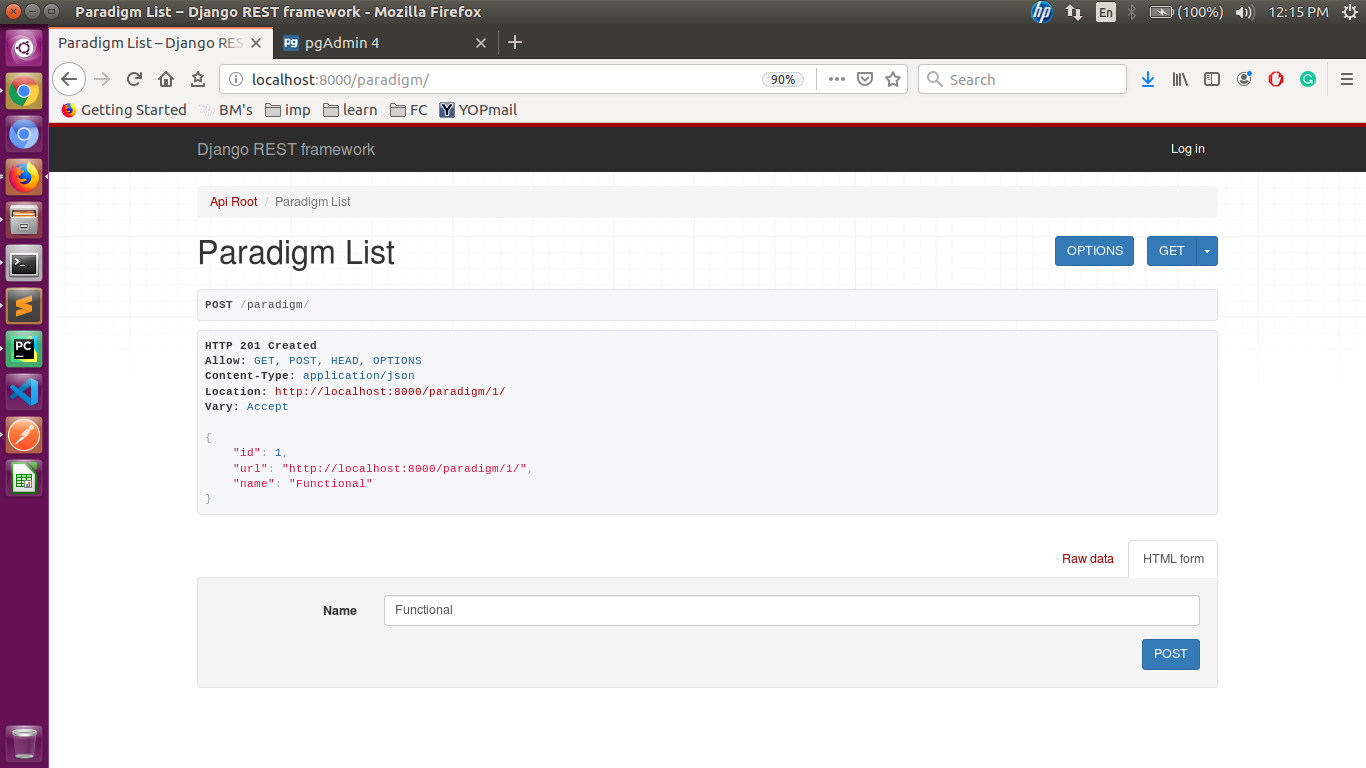 Paradigm List – Django REST framework - Mozilla Firefox
hp
En
(100%)
12:15 PM
Paradigm List – Django RES
Pg pgAdmin 4
localhost:8000/paradigm/
90%
Search
Getting Started
BM's
imp
learn
FC
Y YOPmail
Django REST framework
Log in
Api Root / Paradigm List
Paradigm List
OPTIONS
GET
POST /paradigm/
HTTP 201 Created
Allow: GET, POST, HEAD, OPTIONS
Content-Type: application/json
Location: http://localhost:8000/paradigm/1/
Vary: Accept
{
"id": 1,
"url": "http://localhost:8000/paradigm/1/",
"name": "Functional"
}
Raw data
HTML form
Name
Functional
POST
PC